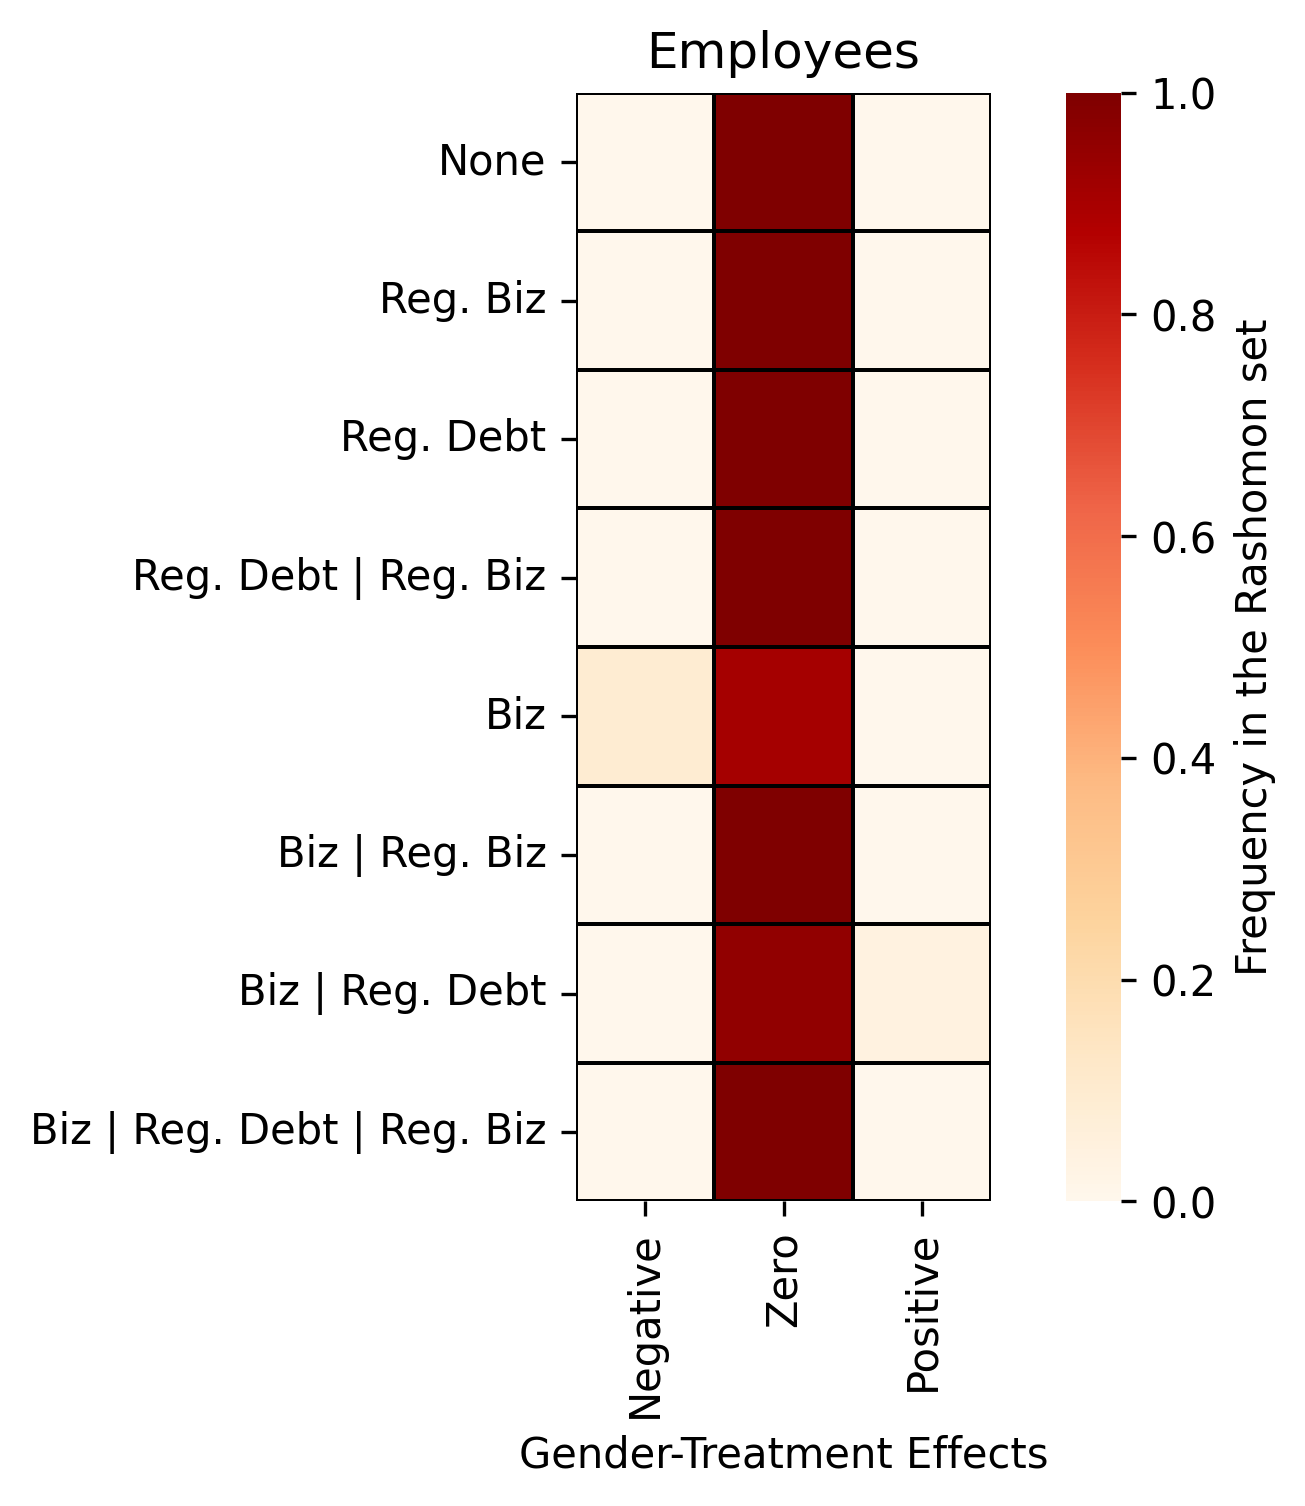 Employees
None
Reg. Biz
Reg. Debt
Reg. Debt | Reg. Biz
Biz
Biz | Reg. Biz
Biz | Reg. Debt
Biz | Reg. Debt | Reg. Biz
Negative
Zero
Positive
Gender-Treatment Effects
1.0
0.8
0.6
0.4
0.2
0.0
Frequency in the Rashomon set